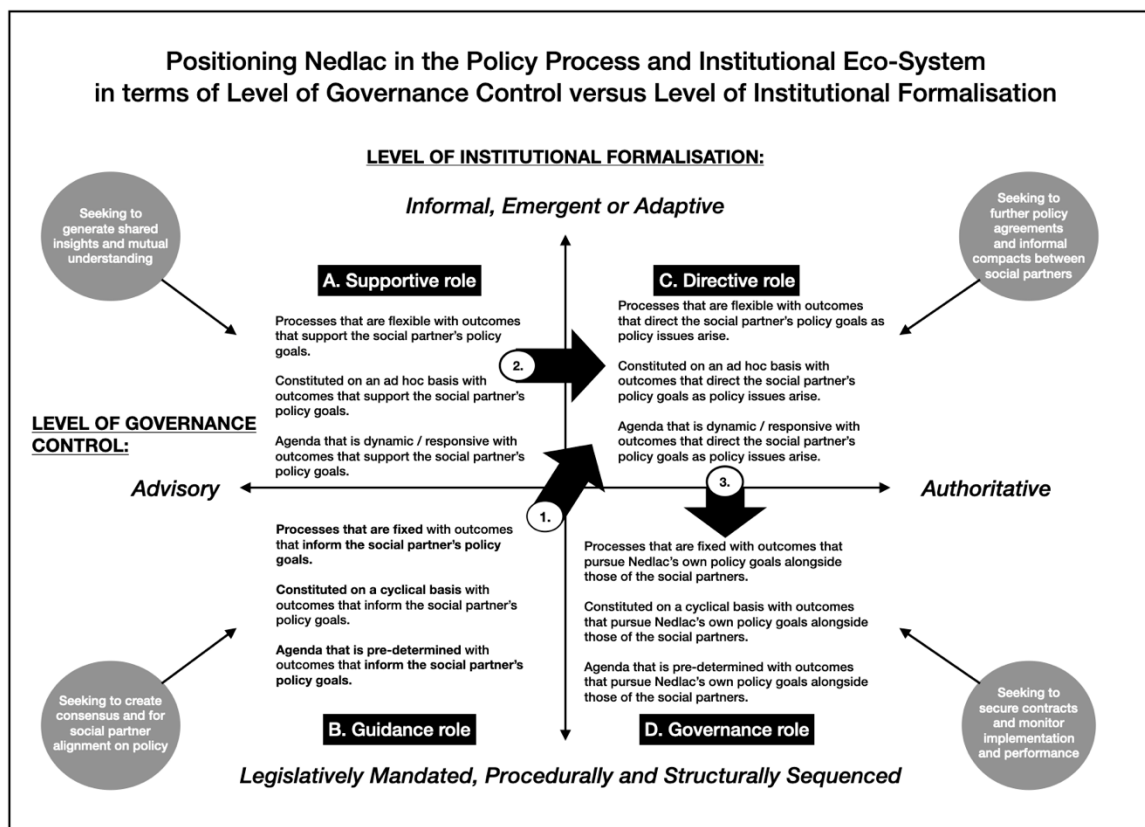 Positioning Nedlac in the Policy Process and Institutional Eco-System
in terms of Level of Governance Control versus Level of Institutional Formalisation
LEVEL OF INSTITUTIONAL FORMALISATION:
Informal, Emergent or Adaptive
Seeking to
generate shared
insights and mutual
understanding
Seeking to
further policy
agreements
and informal
compacts between
social partners
A. Supportive role
Processes that are flexible with outcomes
that support the social partner's policy
goals.
Constituted on an ad hoc basis with
outcomes that support the social partner's
policy goals.
Agenda that is dynamic / responsive with
outcomes that support the social partner's
policy goals.
C. Directive role
Processes that are flexible with outcomes
that direct the social partner's policy goals as
policy issues arise.
Constituted on an ad hoc basis with
outcomes that direct the social partner's
policy goals as policy issues arise.
Agenda that is dynamic / responsive with
outcomes that direct the social partner's
policy goals as policy issues arise.
2.
LEVEL OF GOVERNANCE
CONTROL:
Advisory
Authoritative
3.
1.
Processes that are fixed with outcomes
that inform the social partner's policy
goals.
Constituted on a cyclical basis with
outcomes that inform the social partner's
policy goals.
Agenda that is pre-determined with
outcomes that inform the social partner's
policy goals.
B. Guidance role
Processes that are fixed with outcomes that
pursue Nedlac's own policy goals alongside
those of the social partners.
Constituted on a cyclical basis with outcomes
that pursue Nedlac's own policy goals alongside
those of the social partners.
Agenda that is pre-determined with outcomes
that pursue Nedlac's own policy goals alongside
those of the social partners.
D. Governance role
Seeking to create
consensus and for
social partner
alignment on policy
Seeking to
secure contracts
and monitor
implementation
and performance
Legislatively Mandated, Procedurally and Structurally Sequenced